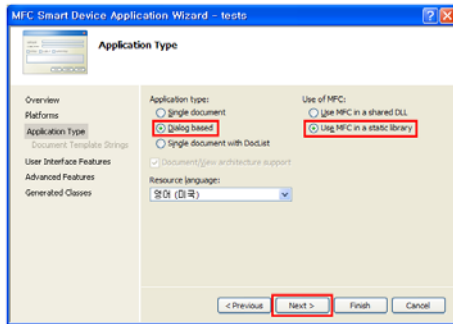 MFC Smart Device Application Wizard - tests
Application Type
Overview
Platforms
Application Type
Document Template Strings
User Interface Features
Advanced Features
Generated Classes
Application type:
Single document
Dialog based
Single document with DocList
Document/View architecture support
Resource language:
영어 (미국)
Use of MFC:
Use MFC in a shared DLL
Use MFC in a static library
< Previous
Next >
Finish
Cancel